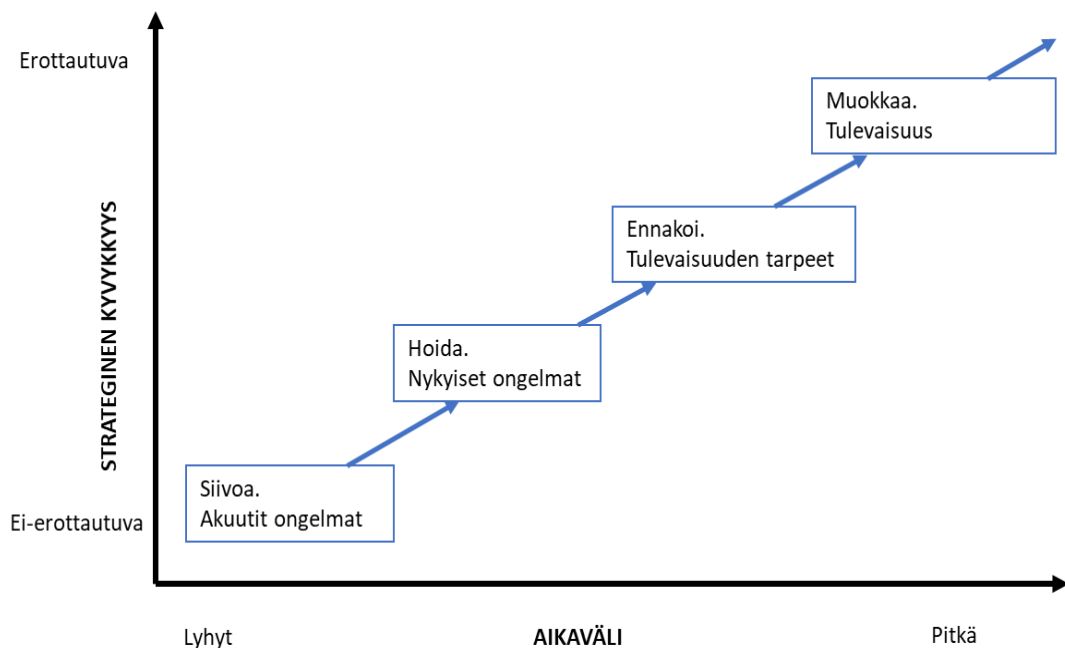 Erottautuva
Muokkaa.
Tulevaisuus
Ennakoi.
Tulevaisuuden tarpeet
STRATEGINEN KYVYKKYYS
Hoida.
Nykyiset ongelmat
Siivoa.
Akuutit ongelmat
Ei-erottautuva
Lyhyt
AIKAVÄLI
Pitkä